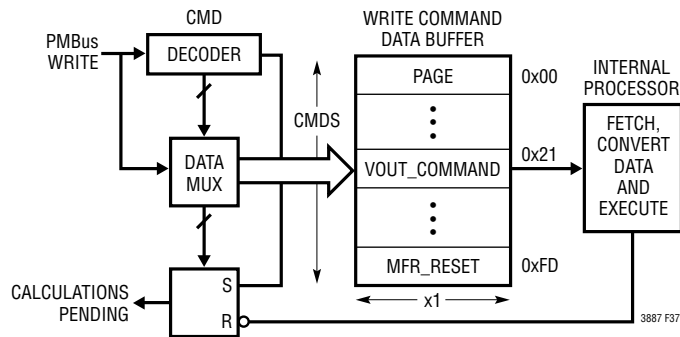 CMD
PMBus
WRITE
DECODER
DATA
MUX
S
R
CALCULATIONS
PENDING
CMDS
WRITE COMMAND
DATA BUFFER
PAGE
0x00
VOUT_COMMAND
0x21
MFR_RESET
0xFD
x1
INTERNAL
PROCESSOR
FETCH,
CONVERT
DATA
AND
EXECUTE
3887 F37